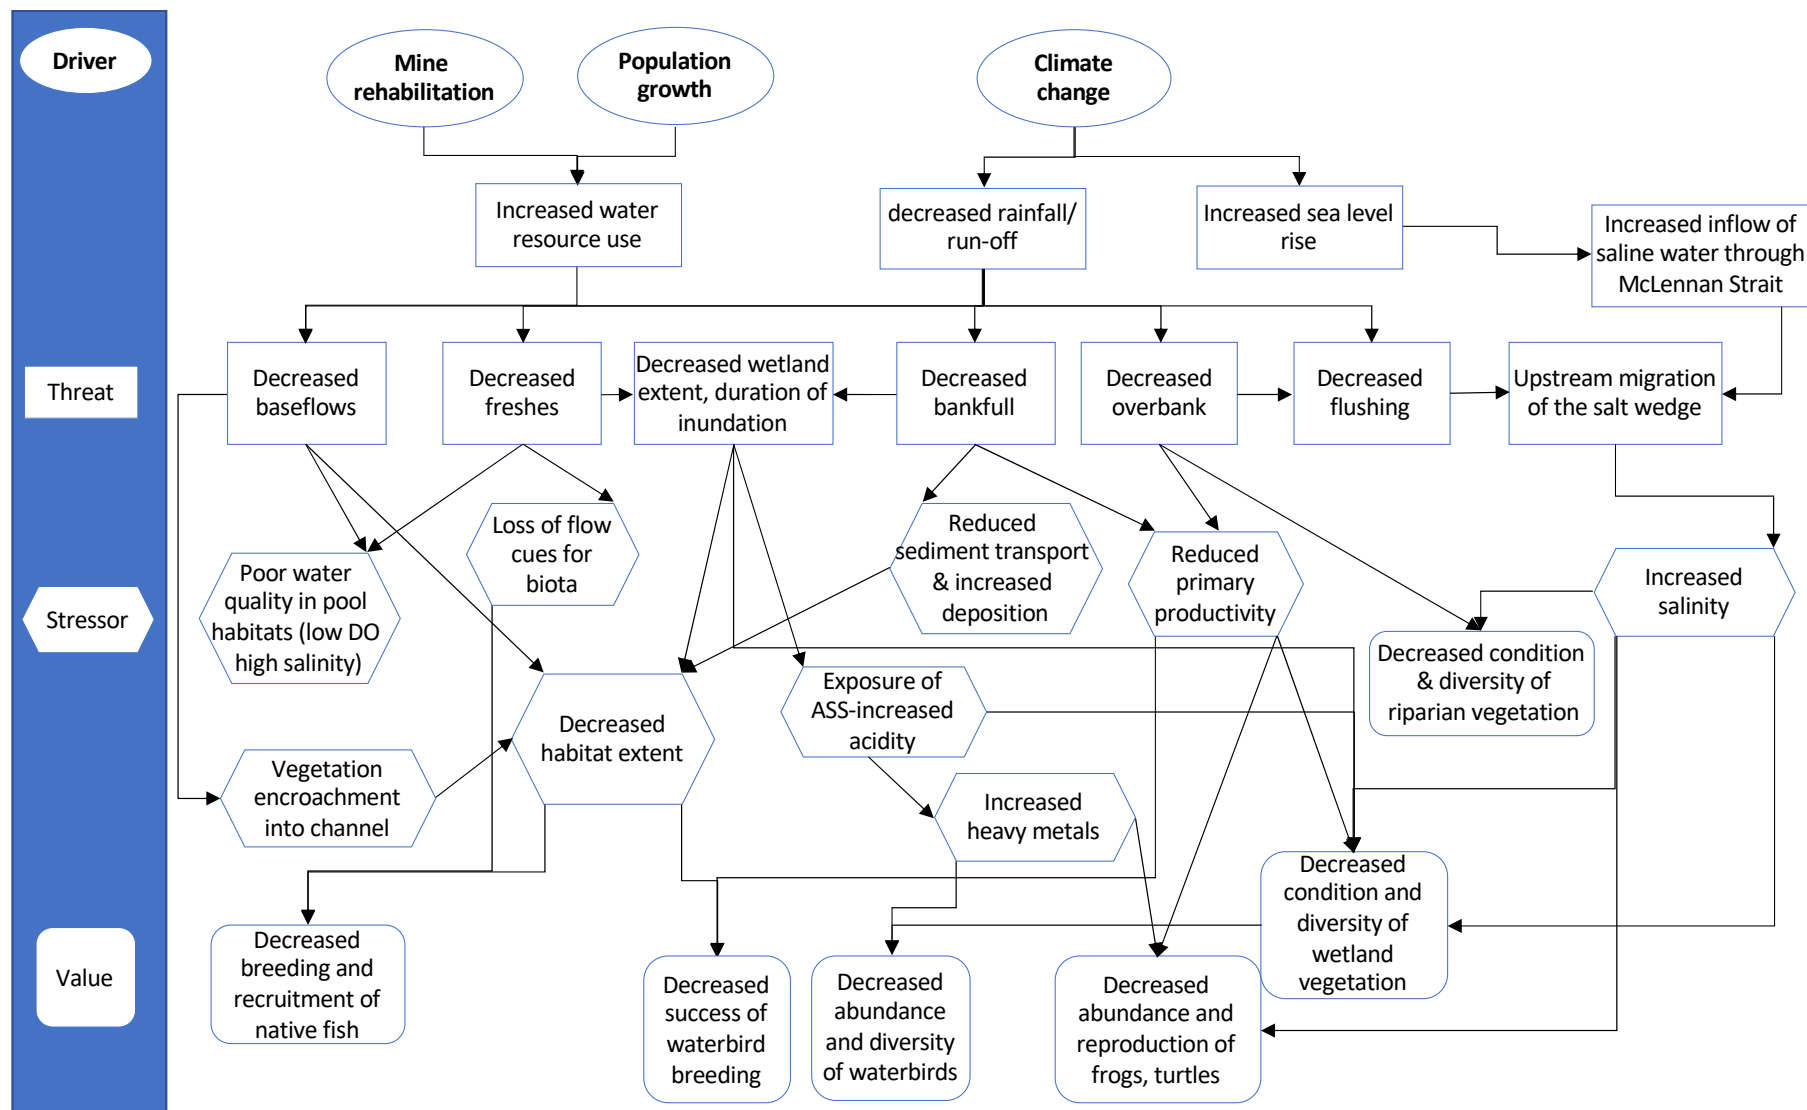 Driver
Mine
rehabilitation
Population
growth
Climate
change
Increased water
resource use
decreased rainfall/
run-off
Increased sea level
rise
Increased inflow of
saline water through
McLennan Strait
Threat
Decreased
baseflows
Decreased
freshes
Decreased wetland
extent, duration of
inundation
Decreased
bankfull
Decreased
overbank
Decreased
flushing
Upstream migration
of the salt wedge
Stressor
Poor water
quality in pool
habitats (low DO
high salinity)
Loss of flow
cues for
biota
Reduced
sediment transport
& increased
deposition
Reduced
primary
productivity
Increased
salinity
Decreased condition
& diversity of
riparian vegetation
Decreased
habitat extent
Exposure of
ASS-increased
acidity
Vegetation
encroachment
into channel
Increased
heavy metals
Decreased
condition and
diversity of
wetland
vegetation
Value
Decreased
breeding and
recruitment of
native fish
Decreased
success of
waterbird
breeding
Decreased
abundance
and diversity
of waterbirds
Decreased
abundance and
reproduction of
frogs, turtles